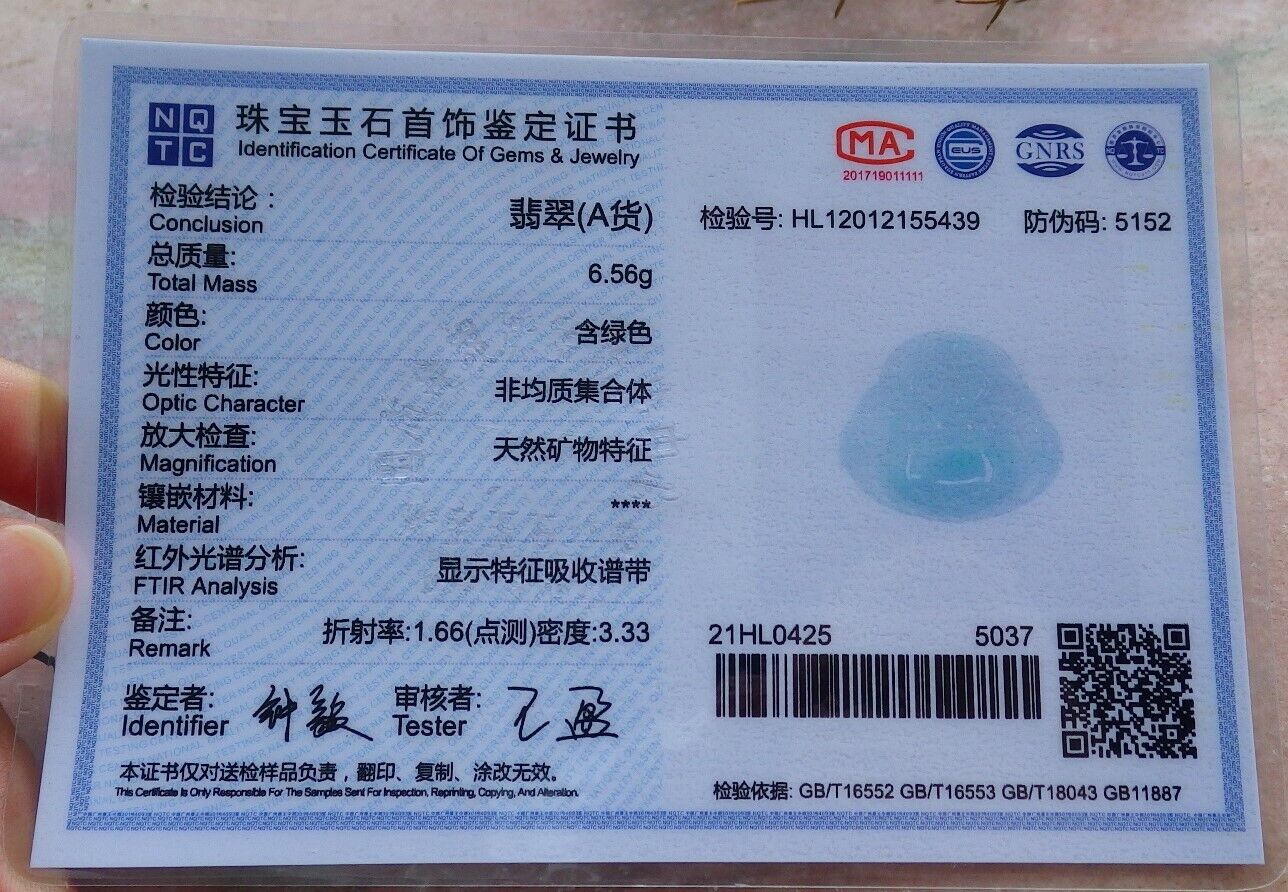 NQ
TC
珠宝玉石首饰鉴定证书
Identification Certificate Of Gems & Jewelry
检验结论：
Conclusion
翡翠(A货)
总质量:
Total Mass
6.56g
颜色:
Color
含绿色
光性特征:
Optic Character
非均质集合体
放大检查:
Magnification
天然矿物特征
镶嵌材料:
Material
****
红外光谱分析:
FTIR Analysis
显示特征吸收谱带
备注:
Remark
折射率:1.66(点测)密度:3.33
鉴定者:
Identifier
审核者:
Tester
本证书仅对送检样品负责，翻印、复制、涂改无效。
This Certificate Is Only Responsible For The Samples Sent For Inspection, Reprinting, Copying, And Alteration.
MA
201719011111
EUS
GNRS
检验号: HL12012155439
防伪码: 5152
21HL0425
5037
检验依据: GB/T16552 GB/T16553 GB/T18043 GB11887